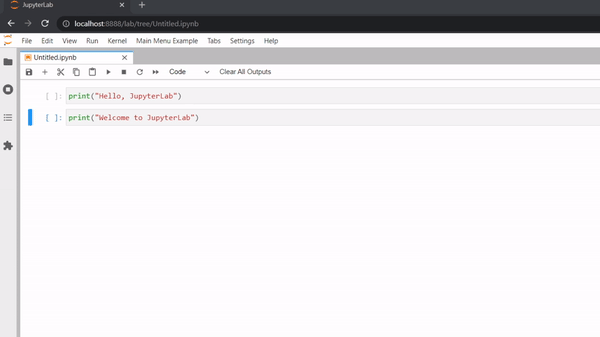 JupyterLab
localhost:8888/lab/tree/Untitled.ipynb
File Edit View Run Kernel Main Menu Example Tabs Settings Help
Untitled.ipynb
Code Clear All Outputs
[ ]: print("Hello, JupyterLab")
[ ]: print("Welcome to JupyterLab")